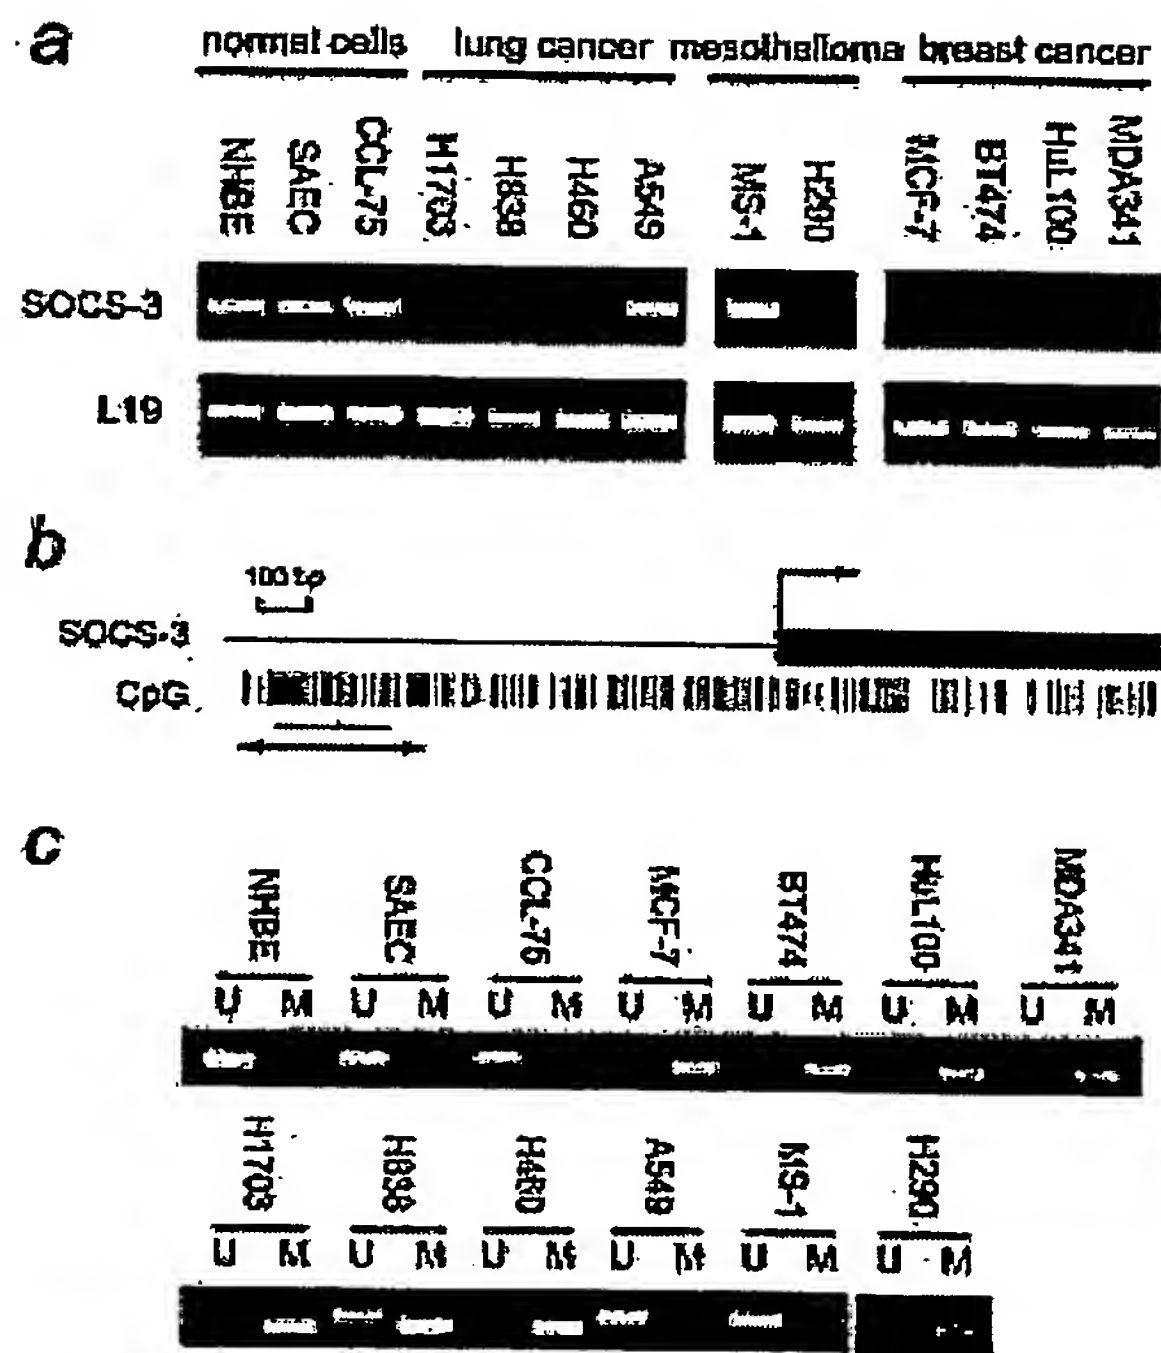 a
normal cells lung cancer mesothelioma breast cancer
NHBE SAEC CCL-75 H1703 H838 H460 A549 MS-1 H290 MCF-7 BT474 HuL100 MDA341
SOCS-3
L19
b
100 bp
SOCS-3
CpG
c
NHBE SAEC CCL-75 MCF-7 BT474 HuL100 MDA341
U M U M U M U M U M U M U M
H1703 H838 H460 A549 MS-1 H290
U M U M U M U M U M U M